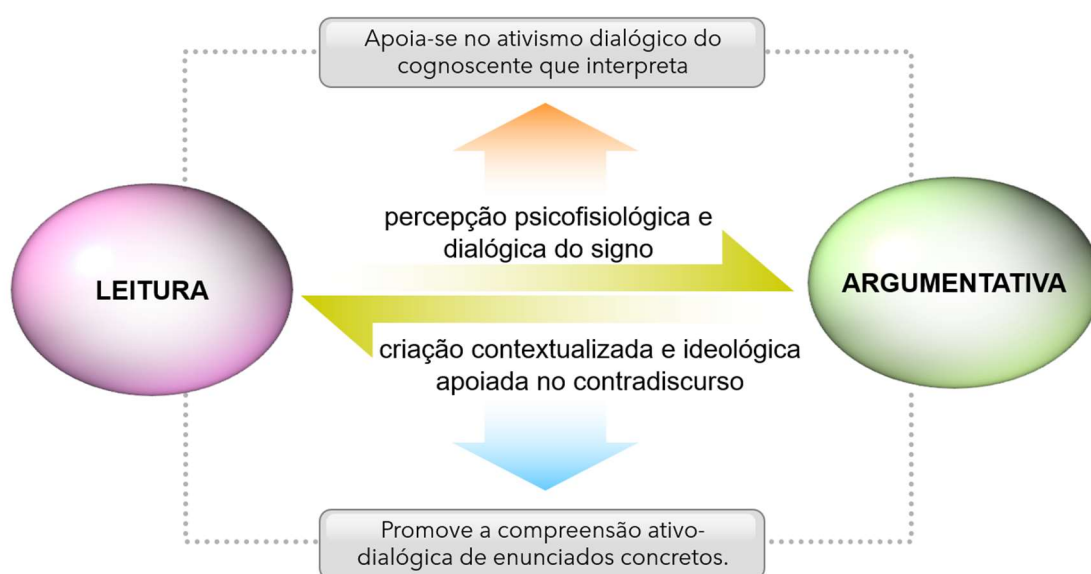 Apoia-se no ativismo dialógico do
cognoscente que interpreta
percepção psicofisiológica e
dialógica do signo
LEITURA
ARGUMENTATIVA
criação contextualizada e ideológica
apoiada no contradiscurso
Promove a compreensão ativo-
dialógica de enunciados concretos.